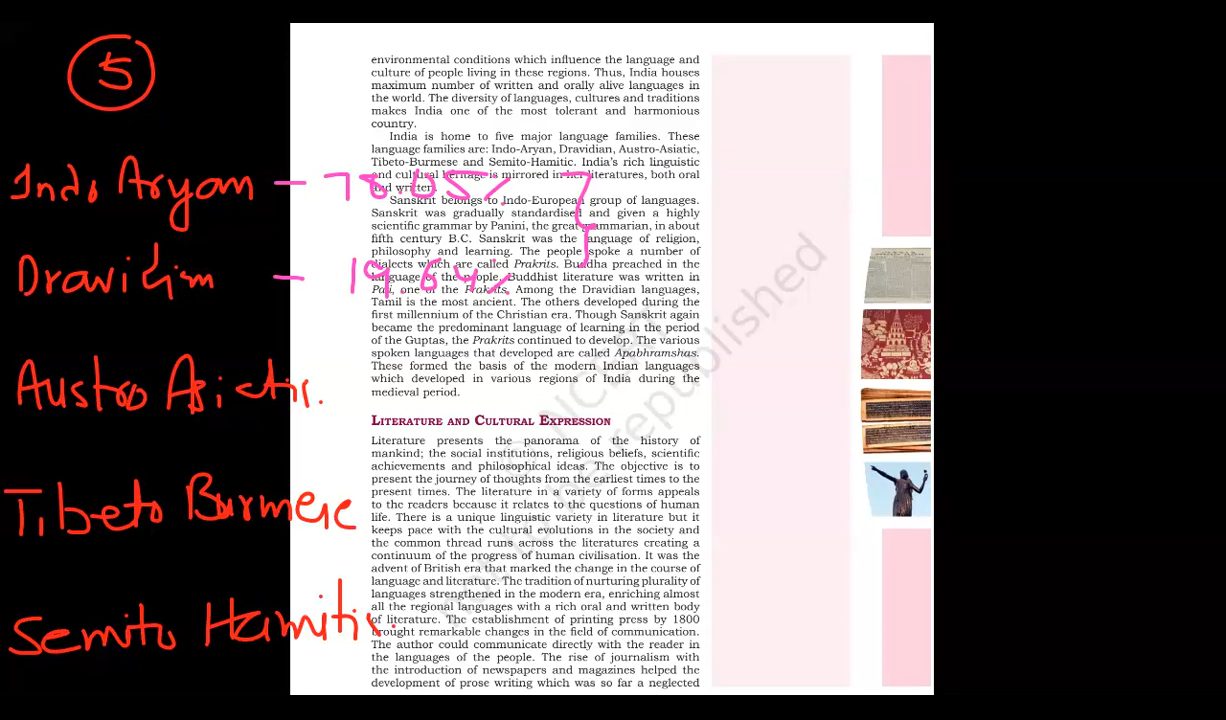 5
Indo Aryan - 78.05%
Dravidian - 19.64%
Austro Asiatic.
Tibeto Burmese
Semito Hamitic.
environmental conditions which influence the language and
culture of people living in these regions. Thus, India houses
maximum number of written and orally alive languages in
the world. The diversity of languages, cultures and traditions
makes India one of the most tolerant and harmonious
country.
India is home to five major language families. These
language families are: Indo-Aryan, Dravidian, Austro-Asiatic,
Tibeto-Burmese and Semito-Hamitic. India's rich linguistic
and cultural heritage is mirrored in her literatures, both oral
and written.
Sanskrit belongs to Indo-European group of languages.
Sanskrit was gradually standardised and given a highly
scientific grammar by Panini, the great grammarian, in about
fifth century B.C. Sanskrit was the language of religion,
philosophy and learning. The people spoke a number of
dialects which are called Prakrits. Buddha preached in the
language of the people. Buddhist literature was written in
Pali, one of the Prakrits. Among the Dravidian languages,
Tamil is the most ancient. The others developed during the
first millennium of the Christian era. Though Sanskrit again
became the predominant language of learning in the period
of the Guptas, the Prakrits continued to develop. The various
spoken languages that developed are called Apabhramshas.
These formed the basis of the modern Indian languages
which developed in various regions of India during the
medieval period.
LITERATURE AND CULTURAL EXPRESSION
Literature presents the panorama of the history of
mankind; the social institutions, religious beliefs, scientific
achievements and philosophical ideas. The objective is to
present the journey of thoughts from the earliest times to the
present times. The literature in variety of forms appeals
to the readers because it relates to the questions of human
life. There is a unique linguistic variety in literature but it
keeps pace with the cultural evolutions in the society and
the common thread runs across the literatures creating a
continuum of the progress of human civilisation. It was the
advent of British era that marked the change in the course of
language and literature. The tradition of nurturing plurality of
languages strengthened in the modern era, enriching almost
all the regional languages with a rich oral and written body
of literature. The establishment of printing press by 1800
brought remarkable changes in the field of communication.
The author could communicate directly with the reader in
the languages of the people. The rise of journalism with
the introduction of newspapers and magazines helped the
development of prose writing which was so far a neglected
© NCERT
not to be republished